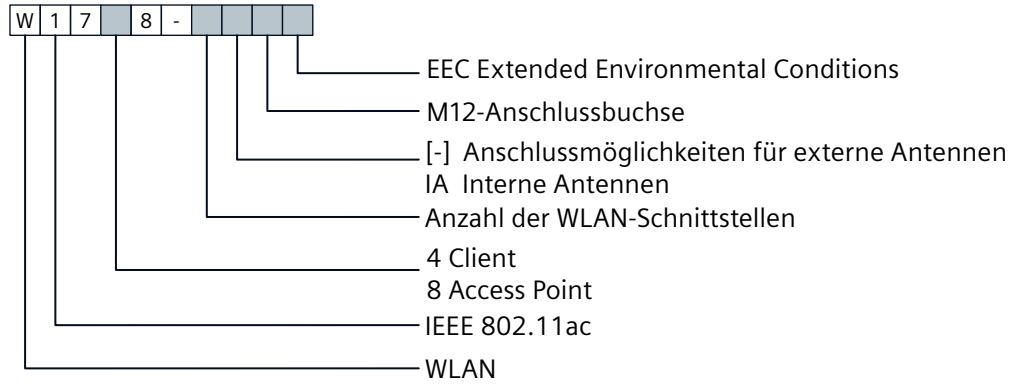 W 1 7 8 -
EEC Extended Environmental Conditions
M12-Anschlussbuchse
[-] Anschlussmöglichkeiten für externe Antennen
IA Interne Antennen
Anzahl der WLAN-Schnittstellen
4 Client
8 Access Point
IEEE 802.11ac
WLAN